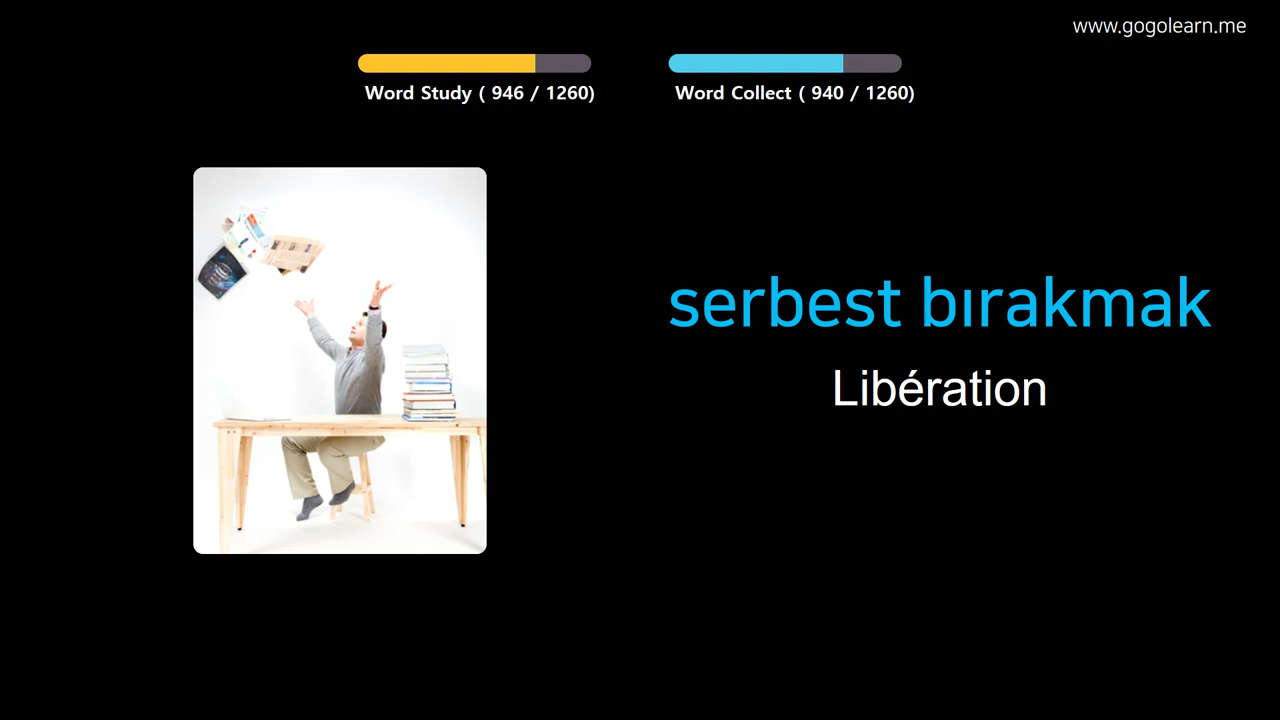 www.gogolearn.me
Word Study ( 946 / 1260)
Word Collect ( 940 / 1260)
serbest bırakmak
Libération